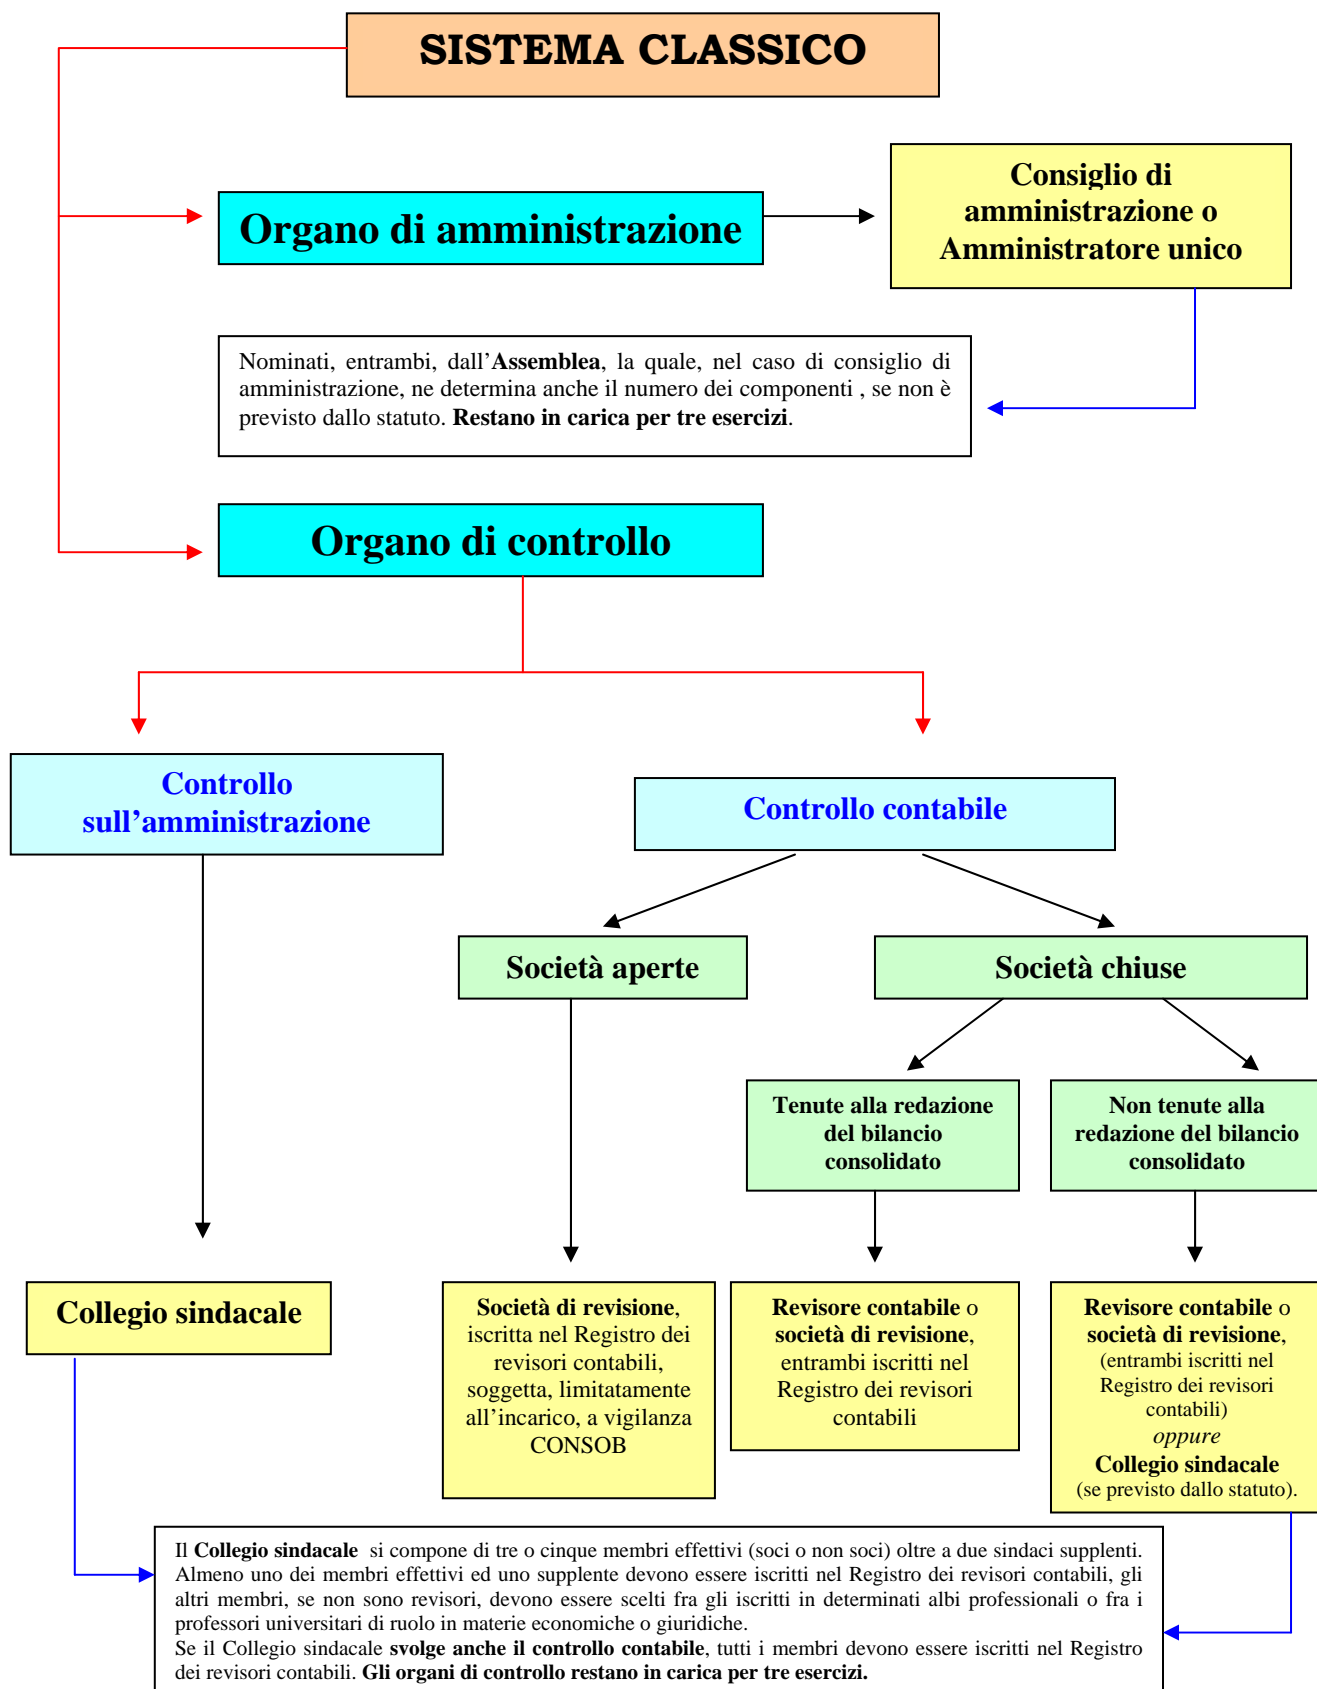 SISTEMA CLASSICO
Organo di amministrazione
Consiglio di
amministrazione o
Amministratore unico
Nominati, entrambi, dall’Assemblea, la quale, nel caso di consiglio di
amministrazione, ne determina anche il numero dei componenti , se non è
previsto dallo statuto. Restano in carica per tre esercizi.
Organo di controllo
Controllo
sull’amministrazione
Controllo contabile
Società aperte
Società chiuse
Tenute alla redazione
del bilancio
consolidato
Non tenute alla
redazione del bilancio
consolidato
Collegio sindacale
Società di revisione,
iscritta nel Registro dei
revisori contabili,
soggetta, limitatamente
all’incarico, a vigilanza
CONSOB
Revisore contabile o
società di revisione,
entrambi iscritti nel
Registro dei revisori
contabili
Revisore contabile o
società di revisione,
(entrambi iscritti nel
Registro dei revisori
contabili)
oppure
Collegio sindacale
(se previsto dallo statuto).
Il Collegio sindacale si compone di tre o cinque membri effettivi (soci o non soci) oltre a due sindaci supplenti.
Almeno uno dei membri effettivi ed uno supplente devono essere iscritti nel Registro dei revisori contabili, gli
altri membri, se non sono revisori, devono essere scelti fra gli iscritti in determinati albi professionali o fra i
professori universitari di ruolo in materie economiche o giuridiche.
Se il Collegio sindacale svolge anche il controllo contabile, tutti i membri devono essere iscritti nel Registro
dei revisori contabili. Gli organi di controllo restano in carica per tre esercizi.